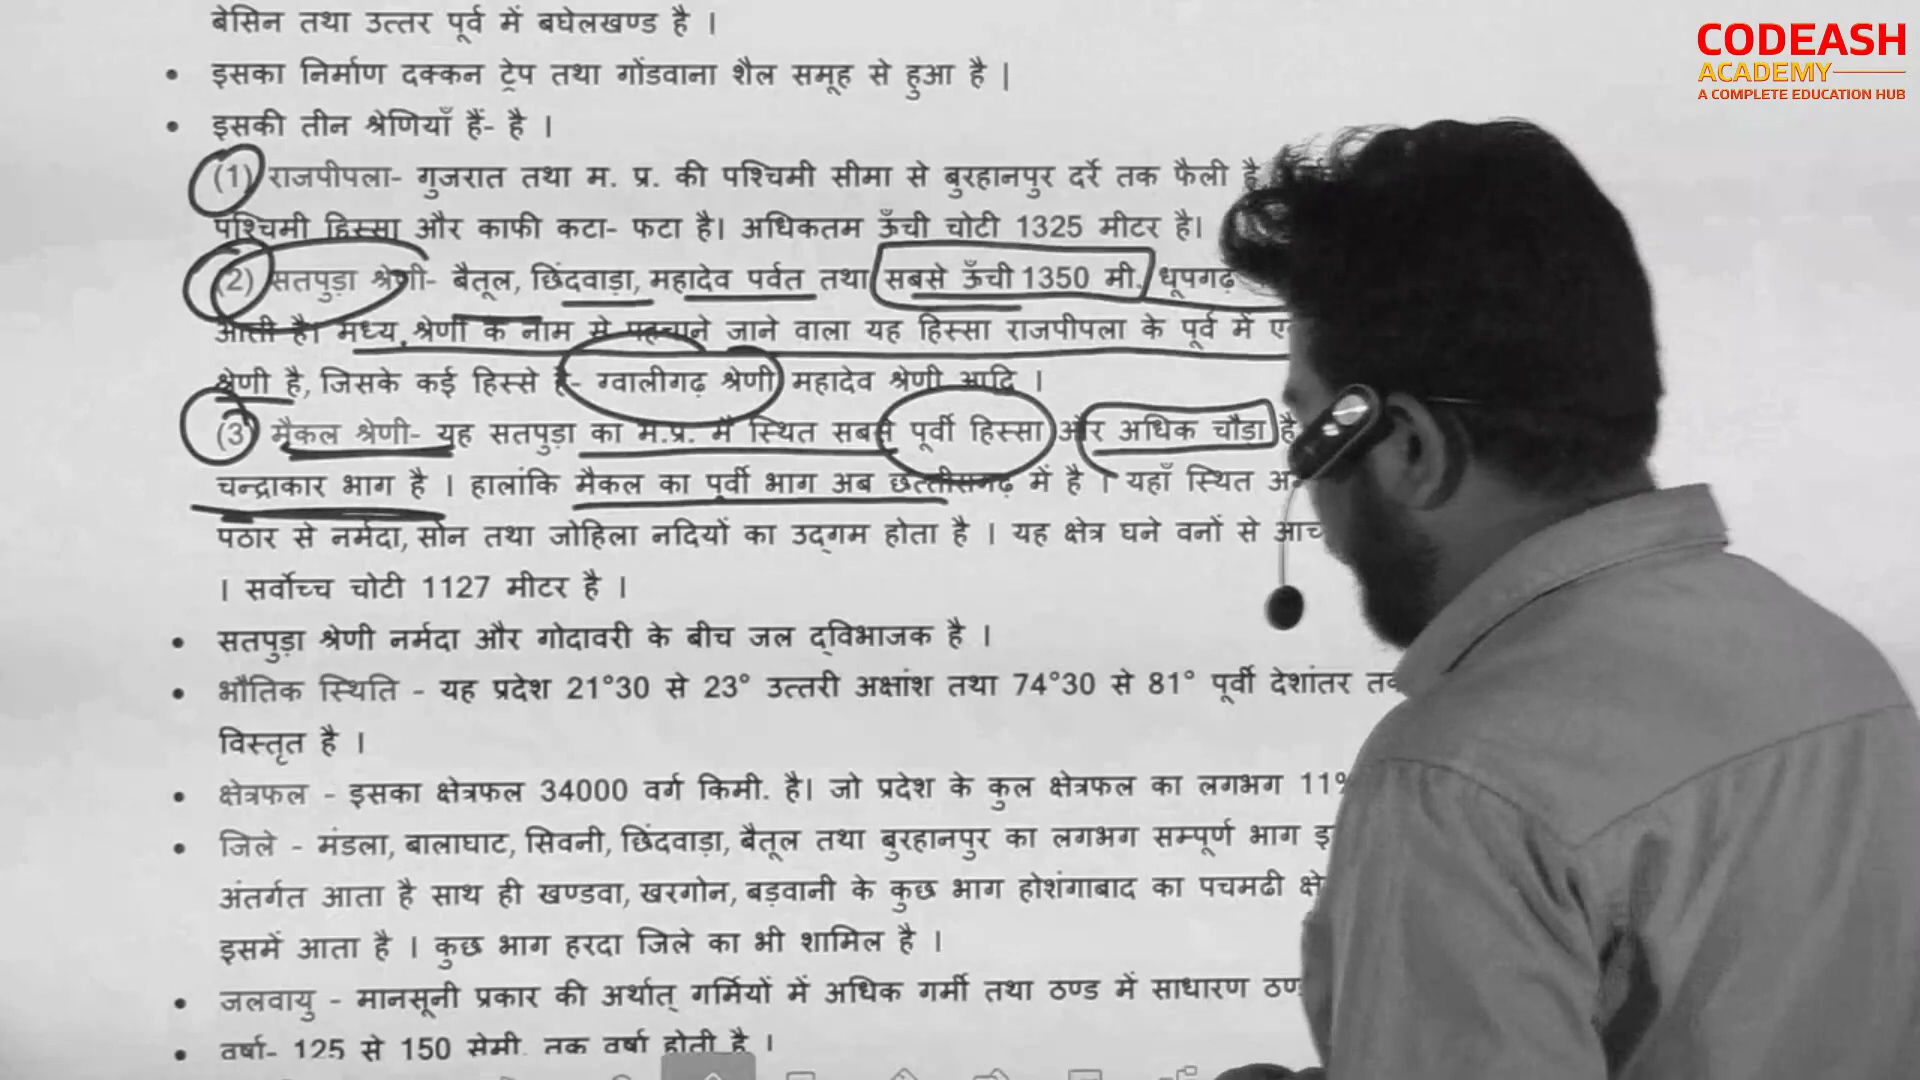 बेसिन तथा उत्तर पूर्व में बघेलखण्ड है ।
CODEASH
ACADEMY
A COMPLETE EDUCATION HUB
• इसका निर्माण दक्कन ट्रेप तथा गोंडवाना शैल समूह से हुआ है |
• इसकी तीन श्रेणियाँ हैं- है ।
(1) राजपीपला- गुजरात तथा म. प्र. की पश्चिमी सीमा से बुरहानपुर दर्रे तक फैली है
पश्चिमी हिस्सा और काफी कटा- फटा है। अधिकतम ऊँची चोटी 1325 मीटर है।
(2) सतपुड़ा श्रेणी- बैतूल, छिंदवाड़ा, महादेव पर्वत तथा सबसे ऊँची 1350 मी. धूपगढ़
आती है। मध्य श्रेणी के नाम से पहचाने जाने वाला यह हिस्सा राजपीपला के पूर्व में
श्रेणी है, जिसके कई हिस्से है- ग्वालीगढ़ श्रेणी महादेव श्रेणी आदि ।
(3) मैकल श्रेणी- यह सतपुड़ा का म.प्र. में स्थित सबसे पूर्वी हिस्सा और अधिक चौड़ा है
चन्द्राकार भाग है । हालांकि मैकल का पूर्वी भाग अब छत्तीसगढ़ में है । यहाँ स्थित
पठार से नर्मदा, सोन तथा जोहिला नदियों का उद्गम होता है । यह क्षेत्र घने वनों से
। सर्वोच्च चोटी 1127 मीटर है ।
• सतपुड़ा श्रेणी नर्मदा और गोदावरी के बीच जल द्विभाजक है ।
• भौतिक स्थिति - यह प्रदेश 21°30 से 23° उत्तरी अक्षांश तथा 74°30 से 81° पूर्वी देशांतर तक
विस्तृत है ।
• क्षेत्रफल - इसका क्षेत्रफल 34000 वर्ग किमी. है। जो प्रदेश के कुल क्षेत्रफल का लगभग 11%
• जिले - मंडला, बालाघाट, सिवनी, छिंदवाड़ा, बैतूल तथा बुरहानपुर का लगभग सम्पूर्ण भाग
अंतर्गत आता है साथ ही खण्डवा, खरगोन, बड़वानी के कुछ भाग होशंगाबाद का पचमढी
इसमें आता है । कुछ भाग हरदा जिले का भी शामिल है ।
• जलवायु - मानसूनी प्रकार की अर्थात् गर्मियों में अधिक गर्मी तथा ठण्ड में साधारण
• वर्षा- 125 से 150 सेमी. तक वर्षा होती है ।